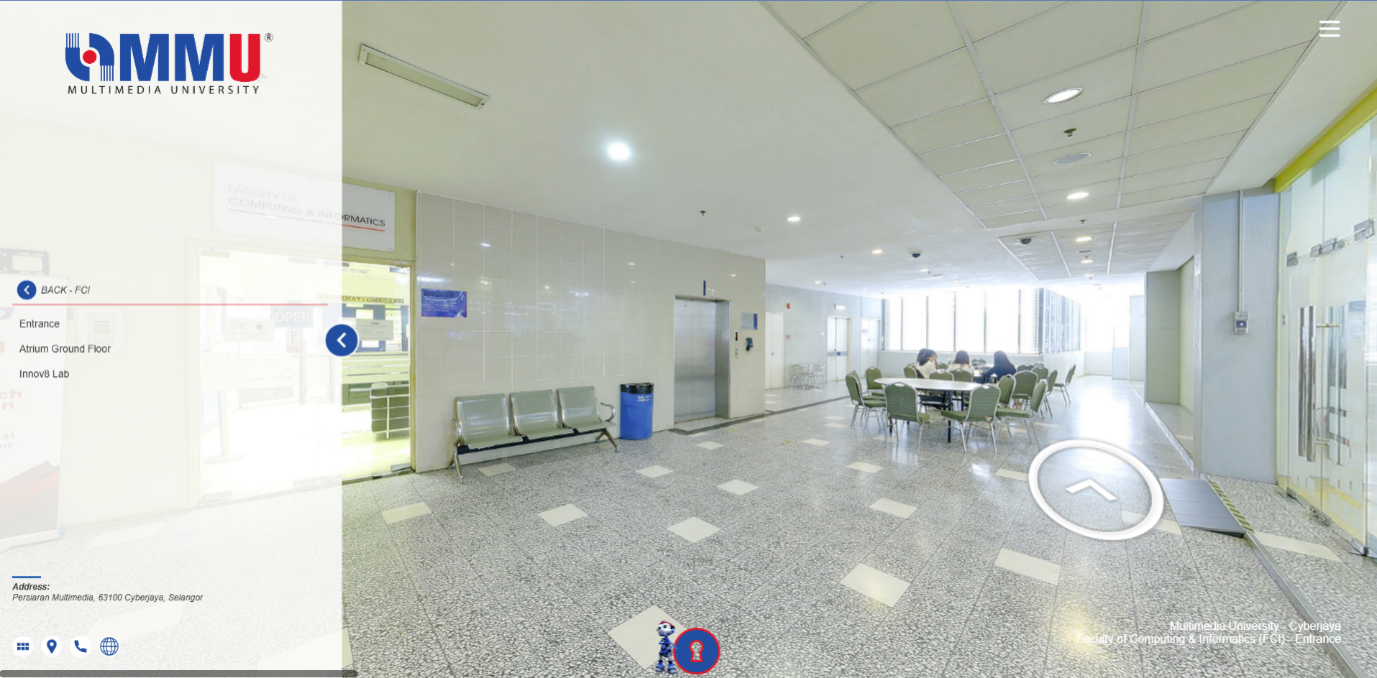 MMU®
MULTIMEDIA UNIVERSITY
FACULTY OF
COMPUTING & INFORMATICS
OPEN
BACK - FCI
Entrance
Atrium Ground Floor
Innov8 Lab
Address:
Persiaran Multimedia, 63100 Cyberjaya, Selangor
Multimedia University - Cyberjaya
Faculty of Computing & Informatics (FCI) - Entrance